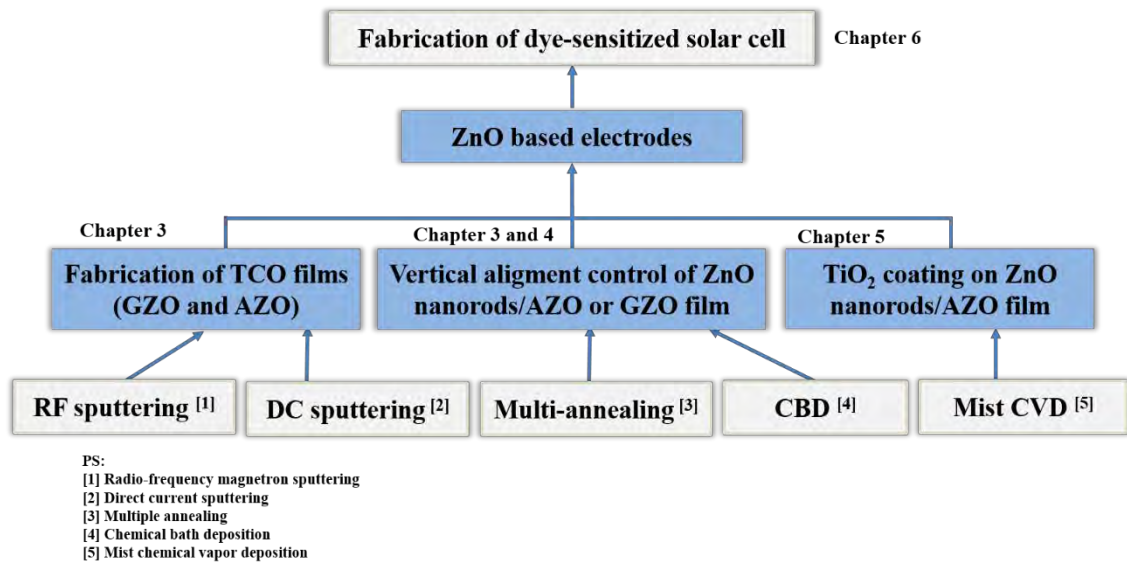 Fabrication of dye-sensitized solar cell
Chapter 6
ZnO based electrodes
Chapter 3
Chapter 3 and 4
Chapter 5
Fabrication of TCO films
(GZO and AZO)
Vertical aligment control of ZnO
nanorods/AZO or GZO film
TiO₂ coating on ZnO
nanorods/AZO film
RF sputtering [1]
DC sputtering [2]
Multi-annealing [3]
CBD [4]
Mist CVD [5]
PS:
[1] Radio-frequency magnetron sputtering
[2] Direct current sputtering
[3] Multiple annealing
[4] Chemical bath deposition
[5] Mist chemical vapor deposition